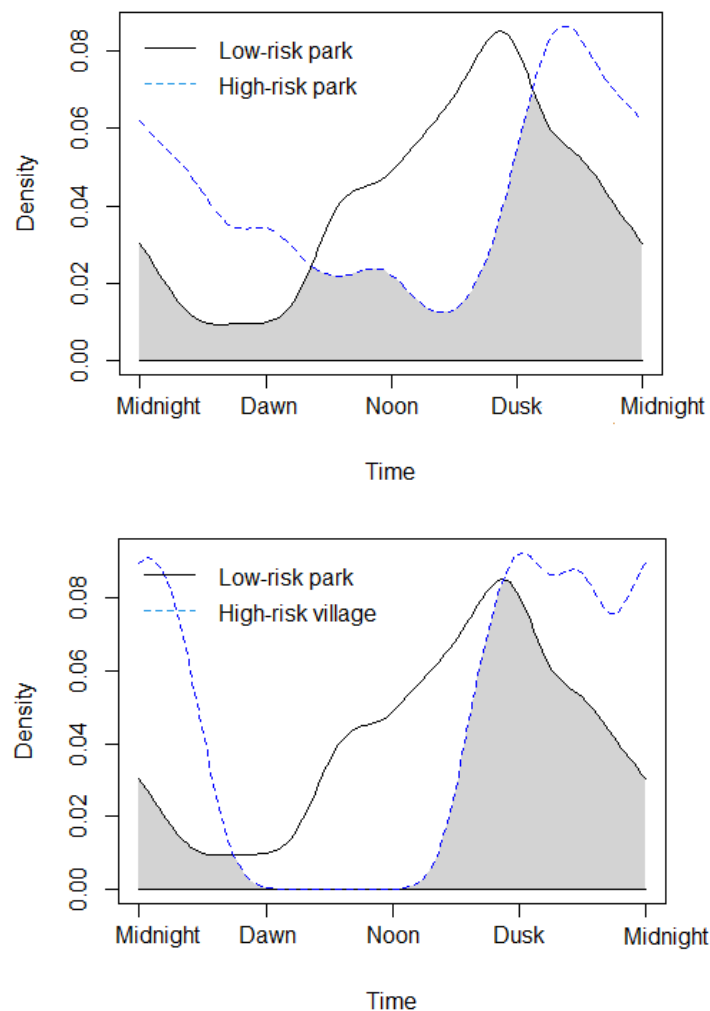 Low-risk park
High-risk park
Density
0.00
0.02
0.04
0.06
0.08
Midnight Dawn Noon Dusk Midnight
Time
Low-risk park
High-risk village
Density
0.00
0.02
0.04
0.06
0.08
Midnight Dawn Noon Dusk Midnight
Time